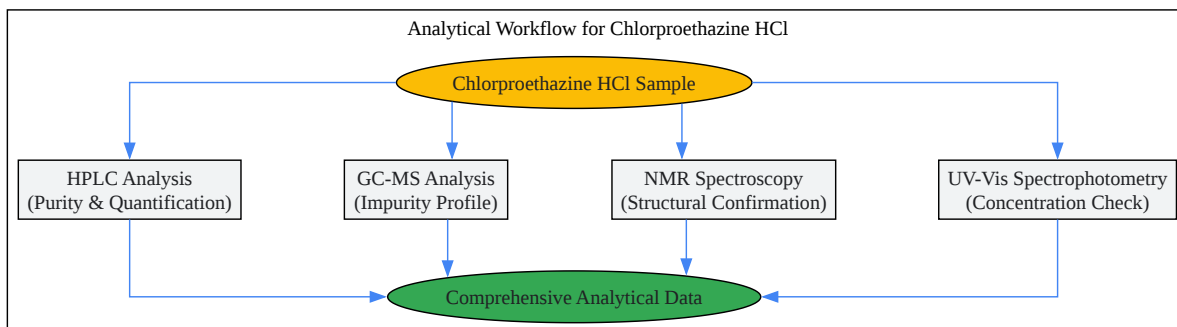 Analytical Workflow for Chlorproethazine HCl
Chlorproethazine HCl Sample
HPLC Analysis
(Purity & Quantification)
GC-MS Analysis
(Impurity Profile)
NMR Spectroscopy
(Structural Confirmation)
UV-Vis Spectrophotometry
(Concentration Check)
Comprehensive Analytical Data